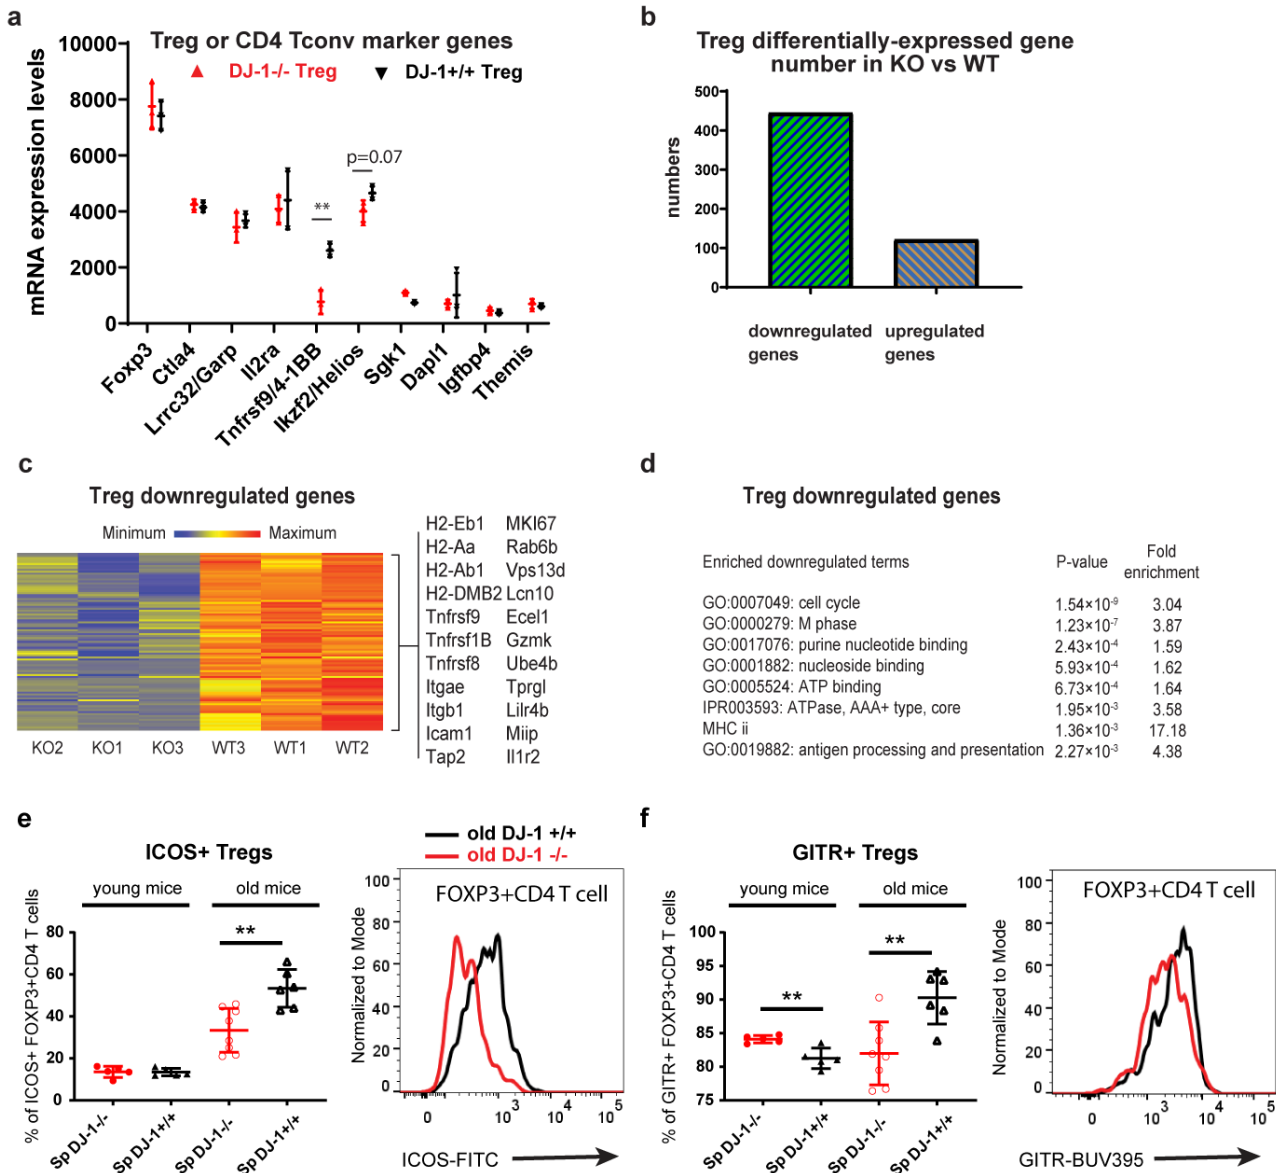 a
Treg or CD4 Tconv marker genes
DJ-1-/- Treg
DJ-1+/+ Treg
mRNA expression levels
10000
8000
6000
4000
2000
0
p=0.07
**
Foxp3
Ctla4
Lrrc32/Garp
Il2ra
Tnfrsf9/4-1BB
Ikzf2/Helios
Sgk1
Dapl1
Igfbp4
Themis
b
Treg differentially-expressed gene
number in KO vs WT
numbers
500
400
300
200
100
0
downregulated
genes
upregulated
genes
c
Treg downregulated genes
Minimum
Maximum
KO2 KO1 KO3 WT3 WT1 WT2
H2-Eb1 MKI67
H2-Aa Rab6b
H2-Ab1 Vps13d
H2-DMB2 Lcn10
Tnfrsf9 Ecel1
Tnfrsf1B Gzmk
Tnfrsf8 Ube4b
Itgae Tprgl
Itgb1 Lilr4b
Icam1 Miip
Tap2 Il1r2
d
Treg downregulated genes
Enriched downregulated terms P-value Fold
enrichment
GO:0007049: cell cycle 1.54×10⁻⁹ 3.04
GO:0000279: M phase 1.23×10⁻⁷ 3.87
GO:0017076: purine nucleotide binding 2.43×10⁻⁴ 1.59
GO:0001882: nucleoside binding 5.93×10⁻⁴ 1.62
GO:0005524: ATP binding 6.73×10⁻⁴ 1.64
IPR003593: ATPase, AAA+ type, core 1.95×10⁻³ 3.58
MHC ii 1.36×10⁻³ 17.18
GO:0019882: antigen processing and presentation 2.27×10⁻³ 4.38
e
ICOS+ Tregs
young mice
old mice
% of ICOS+ FOXP3+CD4 T cells
80
60
40
20
0
**
Sp DJ-1-/-
Sp DJ-1+/+
Sp DJ-1-/-
Sp DJ-1+/+
old DJ-1 +/+
old DJ-1 -/-
FOXP3+CD4 T cell
Normalized to Mode
100
80
60
40
20
0
0 10³ 10⁴ 10⁵
ICOS-FITC
f
GITR+ Tregs
young mice
old mice
% of GITR+ FOXP3+CD4 T cells
100
95
90
85
80
75
**
**
Sp DJ-1-/-
Sp DJ-1+/+
Sp DJ-1-/-
Sp DJ-1+/+
FOXP3+CD4 T cell
Normalized to Mode
100
80
60
40
20
0
0 10³ 10⁴ 10⁵
GITR-BUV395